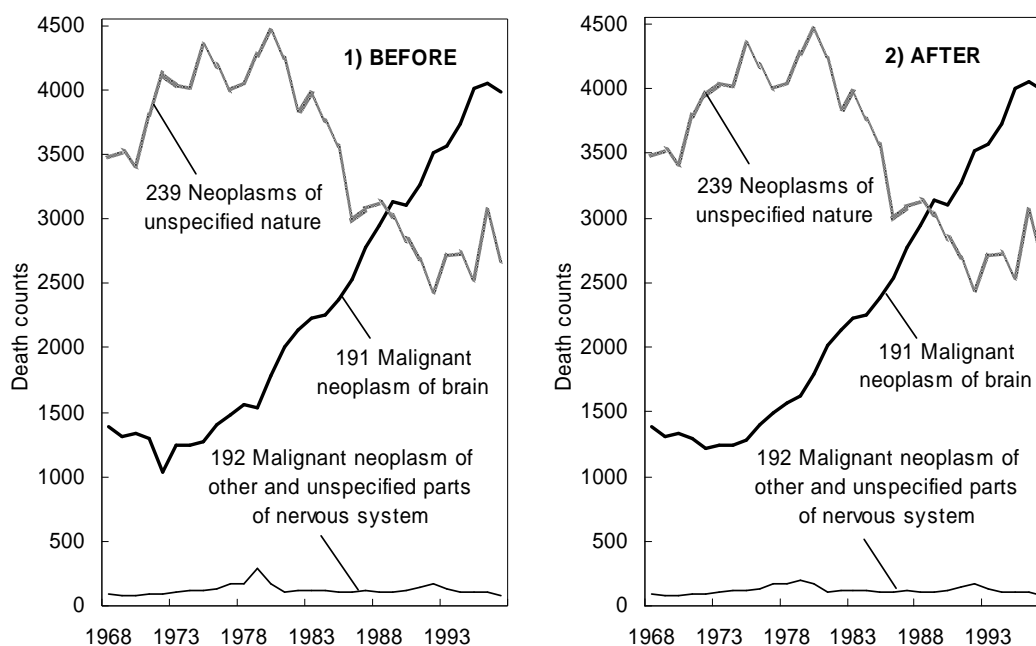 4500
4000
3500
3000
2500
2000
1500
1000
500
0
Death counts
1) BEFORE
239 Neoplasms of
unspecified nature
191 Malignant
neoplasm of brain
192 Malignant neoplasm of
other and unspecified parts
of nervous system
1968 1973 1978 1983 1988 1993
4500
4000
3500
3000
2500
2000
1500
1000
500
0
Death counts
2) AFTER
239 Neoplasms of
unspecified nature
191 Malignant
neoplasm of brain
192 Malignant neoplasm of
other and unspecified parts
of nervous system
1968 1973 1978 1983 1988 1993